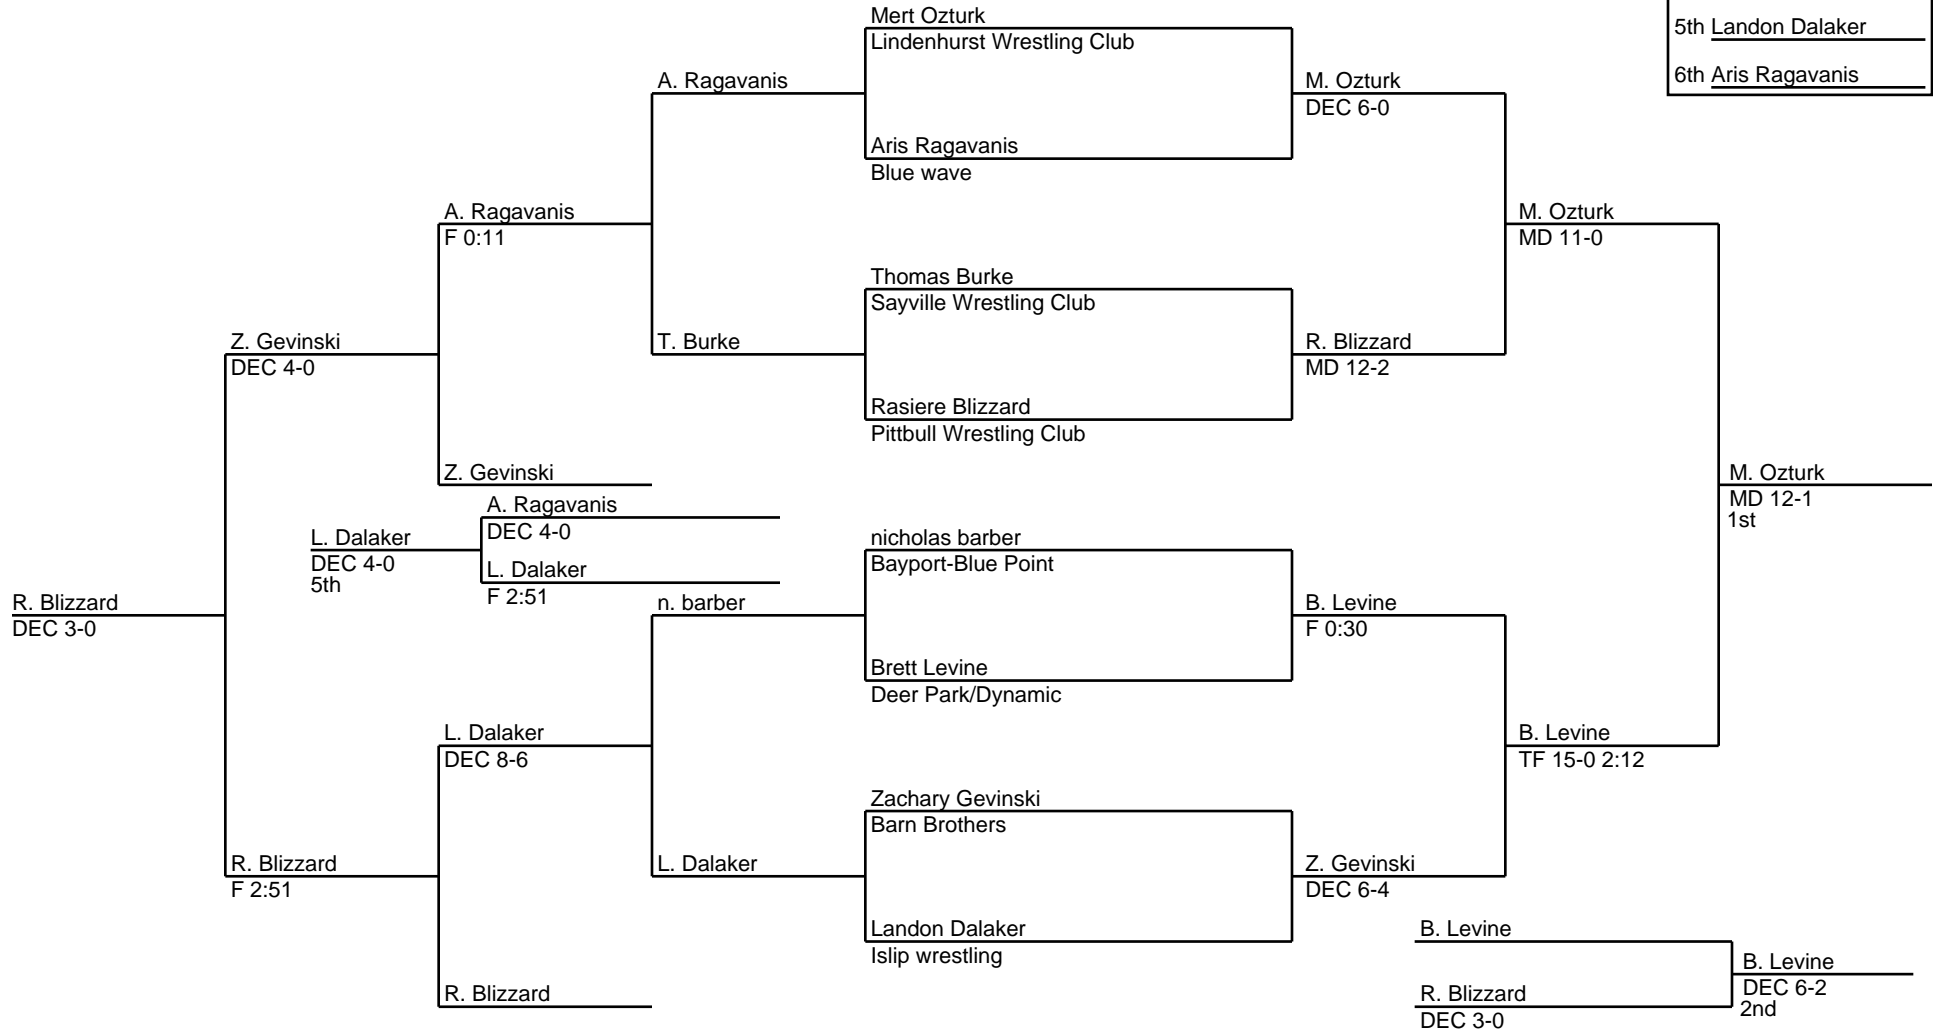 Mert Ozturk
Lindenhurst Wrestling Club
5th Landon Dalaker
6th Aris Ragavanis
A. Ragavanis
M. Ozturk
DEC 6-0
Aris Ragavanis
Blue wave
A. Ragavanis
F 0:11
M. Ozturk
MD 11-0
Thomas Burke
Sayville Wrestling Club
Z. Gevinski
DEC 4-0
T. Burke
R. Blizzard
MD 12-2
Rasiere Blizzard
Pittbull Wrestling Club
Z. Gevinski
M. Ozturk
MD 12-1
1st
A. Ragavanis
DEC 4-0
L. Dalaker
DEC 4-0
5th
L. Dalaker
F 2:51
nicholas barber
Bayport-Blue Point
R. Blizzard
DEC 3-0
n. barber
B. Levine
F 0:30
Brett Levine
Deer Park/Dynamic
L. Dalaker
DEC 8-6
B. Levine
TF 15-0 2:12
Zachary Gevinski
Barn Brothers
R. Blizzard
F 2:51
L. Dalaker
Z. Gevinski
DEC 6-4
Landon Dalaker
Islip wrestling
B. Levine
B. Levine
DEC 6-2
2nd
R. Blizzard
R. Blizzard
DEC 3-0